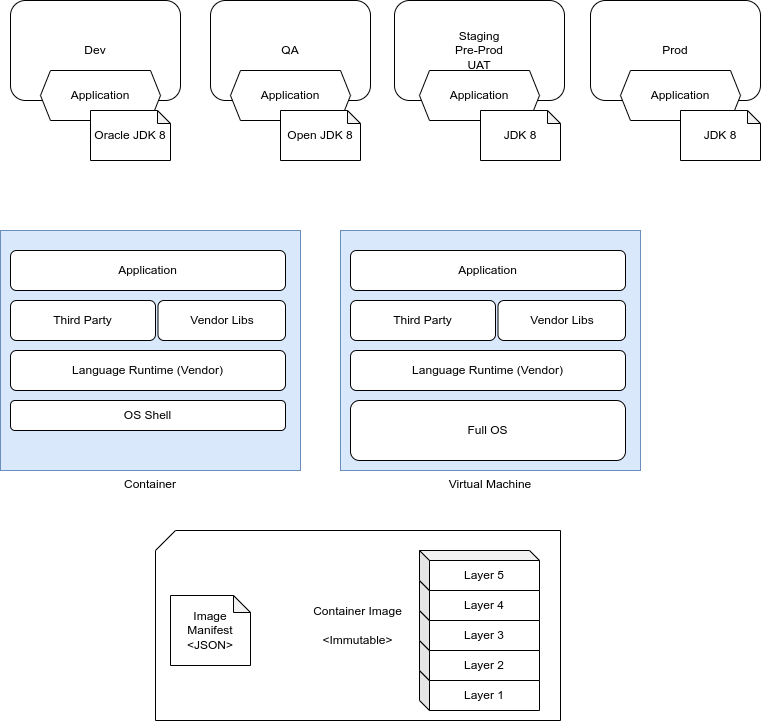 Dev
Application
Oracle JDK 8
QA
Application
Open JDK 8
Staging
Pre-Prod
UAT
Application
JDK 8
Prod
Application
JDK 8
Application
Third Party
Vendor Libs
Language Runtime (Vendor)
OS Shell
Container
Application
Third Party
Vendor Libs
Language Runtime (Vendor)
Full OS
Virtual Machine
Image
Manifest
<JSON>
Container Image
<Immutable>
Layer 5
Layer 4
Layer 3
Layer 2
Layer 1